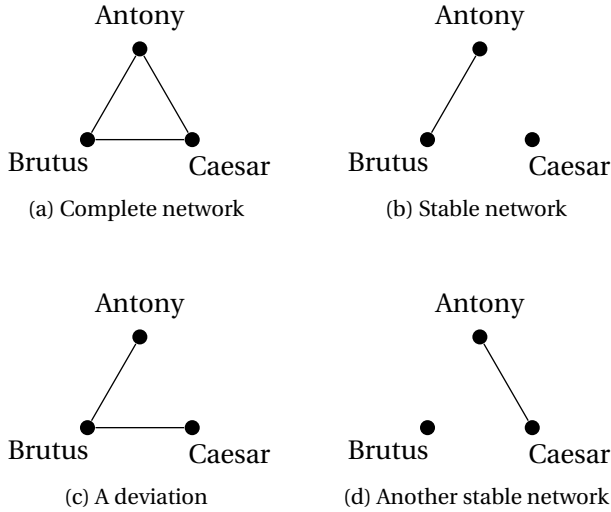 Antony
Brutus
Caesar
(a) Complete network
Antony
Brutus
Caesar
(b) Stable network
Antony
Brutus
Caesar
(c) A deviation
Antony
Brutus
Caesar
(d) Another stable network